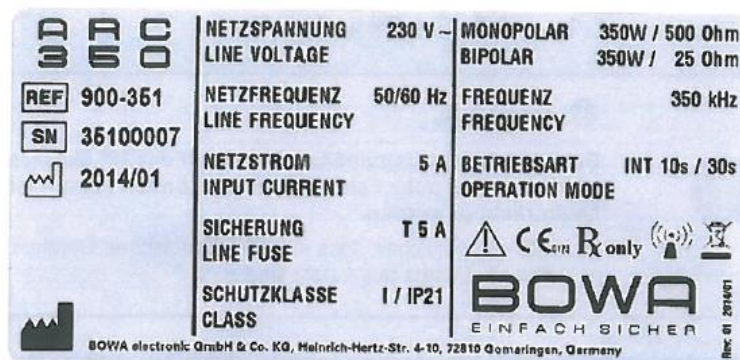 ARC
350
REF 900-351
SN 35100007
2014/01
NETZSPANNUNG 230 V ~
LINE VOLTAGE
NETZFREQUENZ 50/60 Hz
LINE FREQUENCY
NETZSTROM 5 A
INPUT CURRENT
SICHERUNG T 5 A
LINE FUSE
SCHUTZKLASSE I / IP21
CLASS
MONOPOLAR 350W / 500 Ohm
BIPOLAR 350W / 25 Ohm
FREQUENZ 350 kHz
FREQUENCY
BETRIEBSART INT 10s / 30s
OPERATION MODE
CE Rx only
BOWA
EINFACH SICHER
BOWA electronic GmbH & Co. KG, Heinrich-Hertz-Str. 4-10, 72810 Gomaringen, Germany
Rev. 01 2014/01